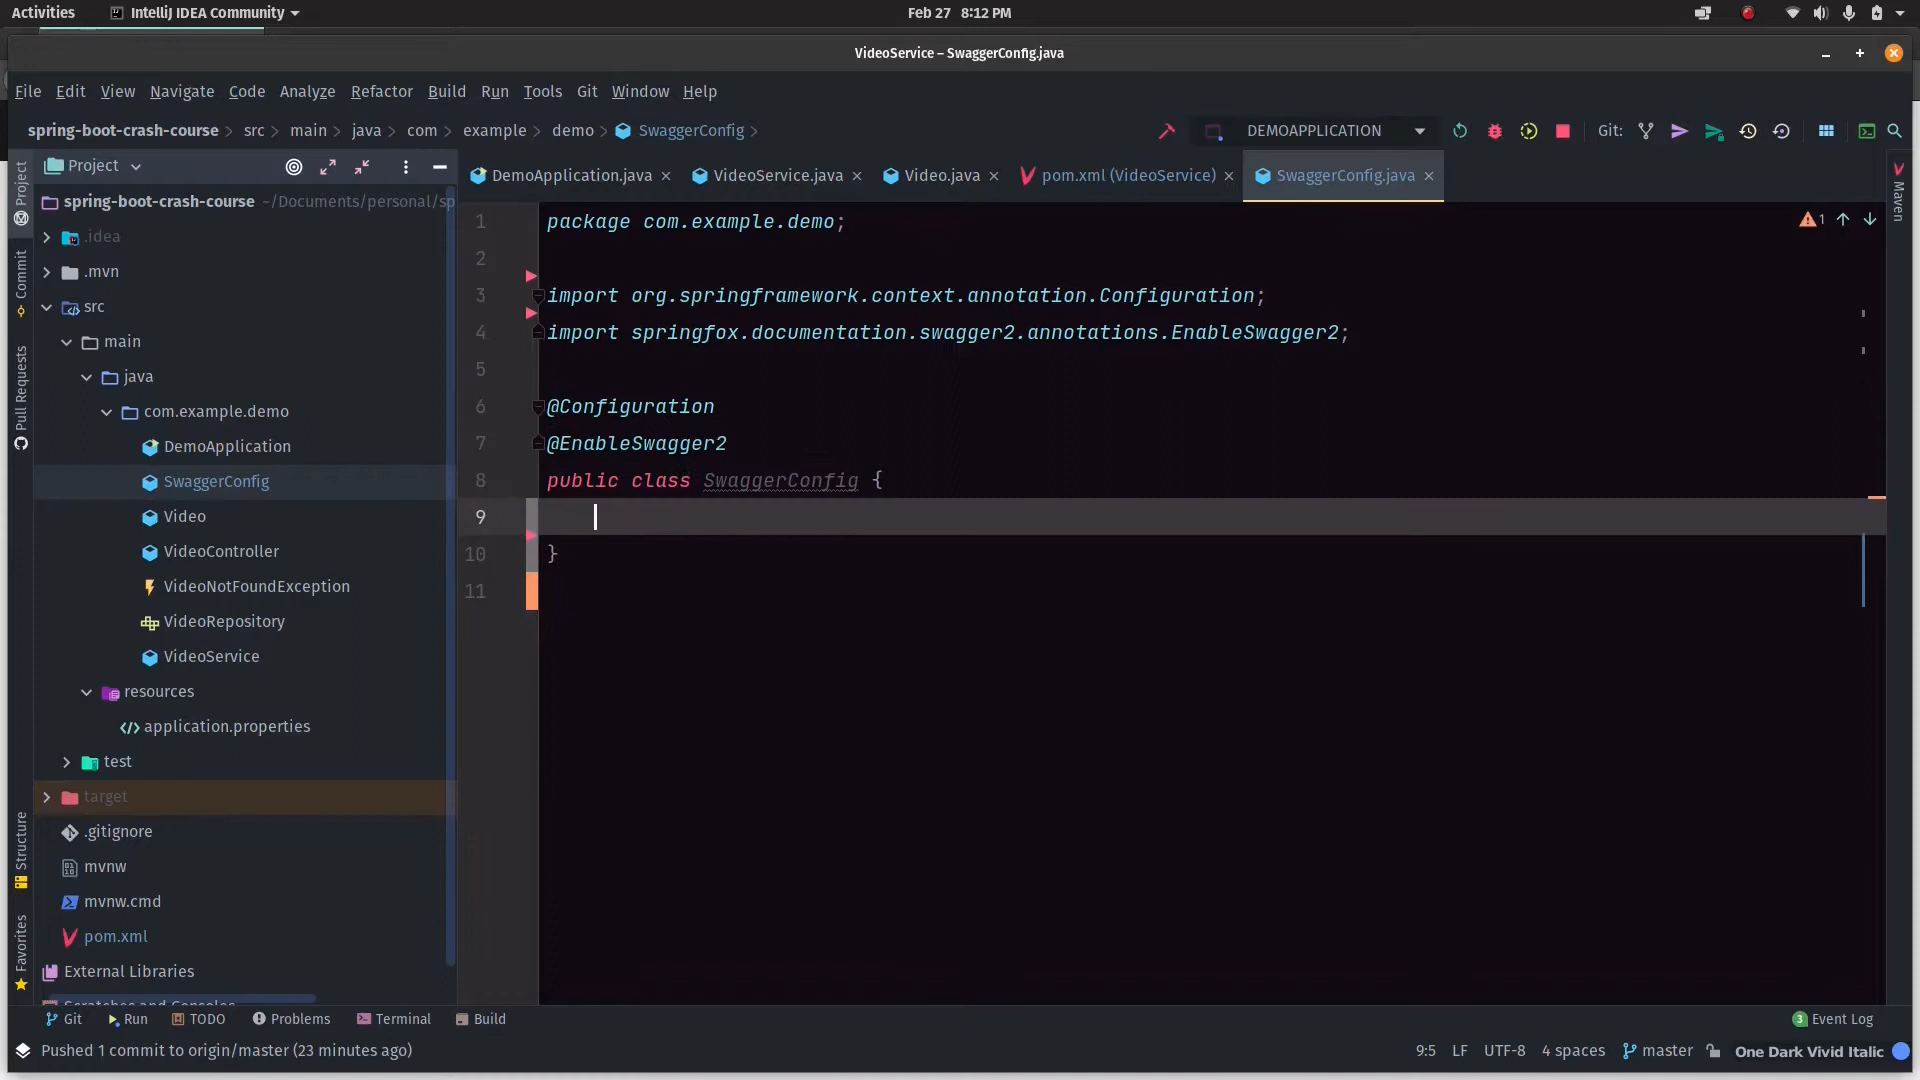 Activities IntelliJ IDEA Community Feb 27 8:12 PM
VideoService – SwaggerConfig.java
File Edit View Navigate Code Analyze Refactor Build Run Tools Git Window Help
spring-boot-crash-course src main java com example demo SwaggerConfig DEMOAPPLICATION Git:
Project
DemoApplication.java VideoService.java Video.java pom.xml (VideoService) SwaggerConfig.java
spring-boot-crash-course ~/Documents/personal/sp
.idea
.mvn
src
main
java
com.example.demo
DemoApplication
SwaggerConfig
Video
VideoController
VideoNotFoundException
VideoRepository
VideoService
resources
application.properties
test
target
.gitignore
mvnw
mvnw.cmd
pom.xml
External Libraries
Scratches and Consoles
Project
Commit
Pull Requests
Structure
Favorites
1 package com.example.demo;
2
3 import org.springframework.context.annotation.Configuration;
4 import springfox.documentation.swagger2.annotations.EnableSwagger2;
5
6 @Configuration
7 @EnableSwagger2
8 public class SwaggerConfig {
9
10 }
11
1
Maven
Git Run TODO Problems Terminal Build 3 Event Log
Pushed 1 commit to origin/master (23 minutes ago) 9:5 LF UTF-8 4 spaces master One Dark Vivid Italic